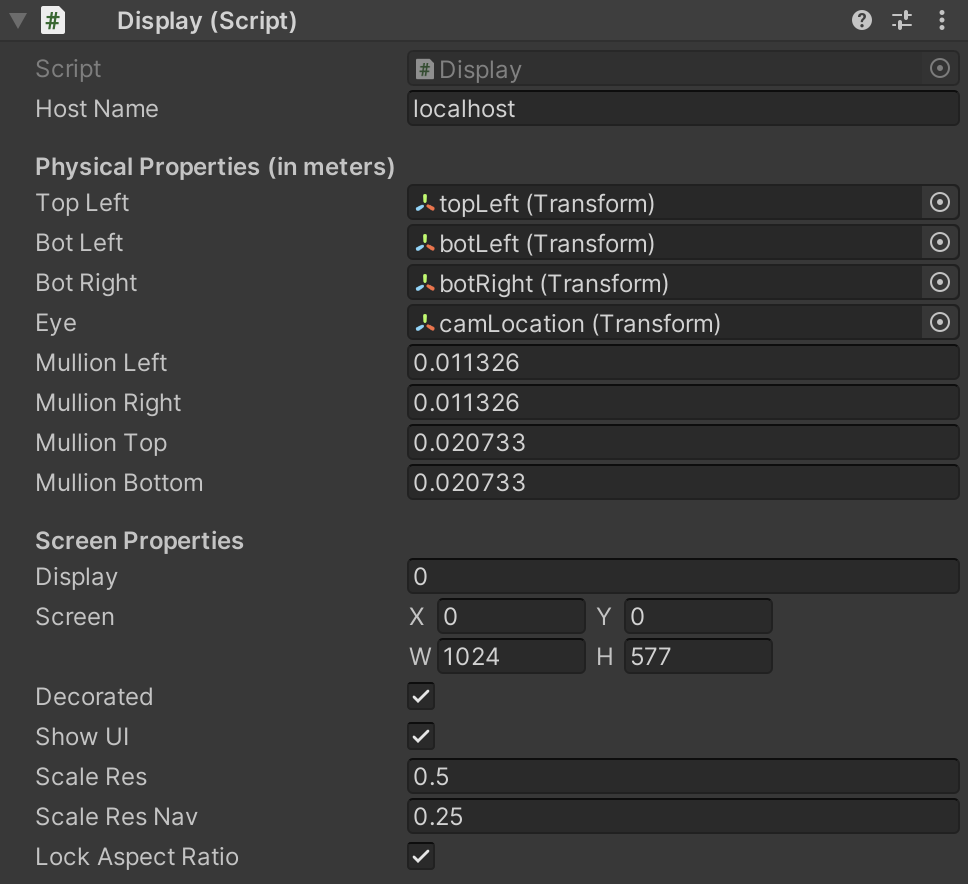 # Display (Script)
Script # Display
Host Name localhost
Physical Properties (in meters)
Top Left topLeft (Transform)
Bot Left botLeft (Transform)
Bot Right botRight (Transform)
Eye camLocation (Transform)
Mullion Left 0.011326
Mullion Right 0.011326
Mullion Top 0.020733
Mullion Bottom 0.020733
Screen Properties
Display 0
Screen X 0 Y 0
W 1024 H 577
Decorated
Show UI
Scale Res 0.5
Scale Res Nav 0.25
Lock Aspect Ratio